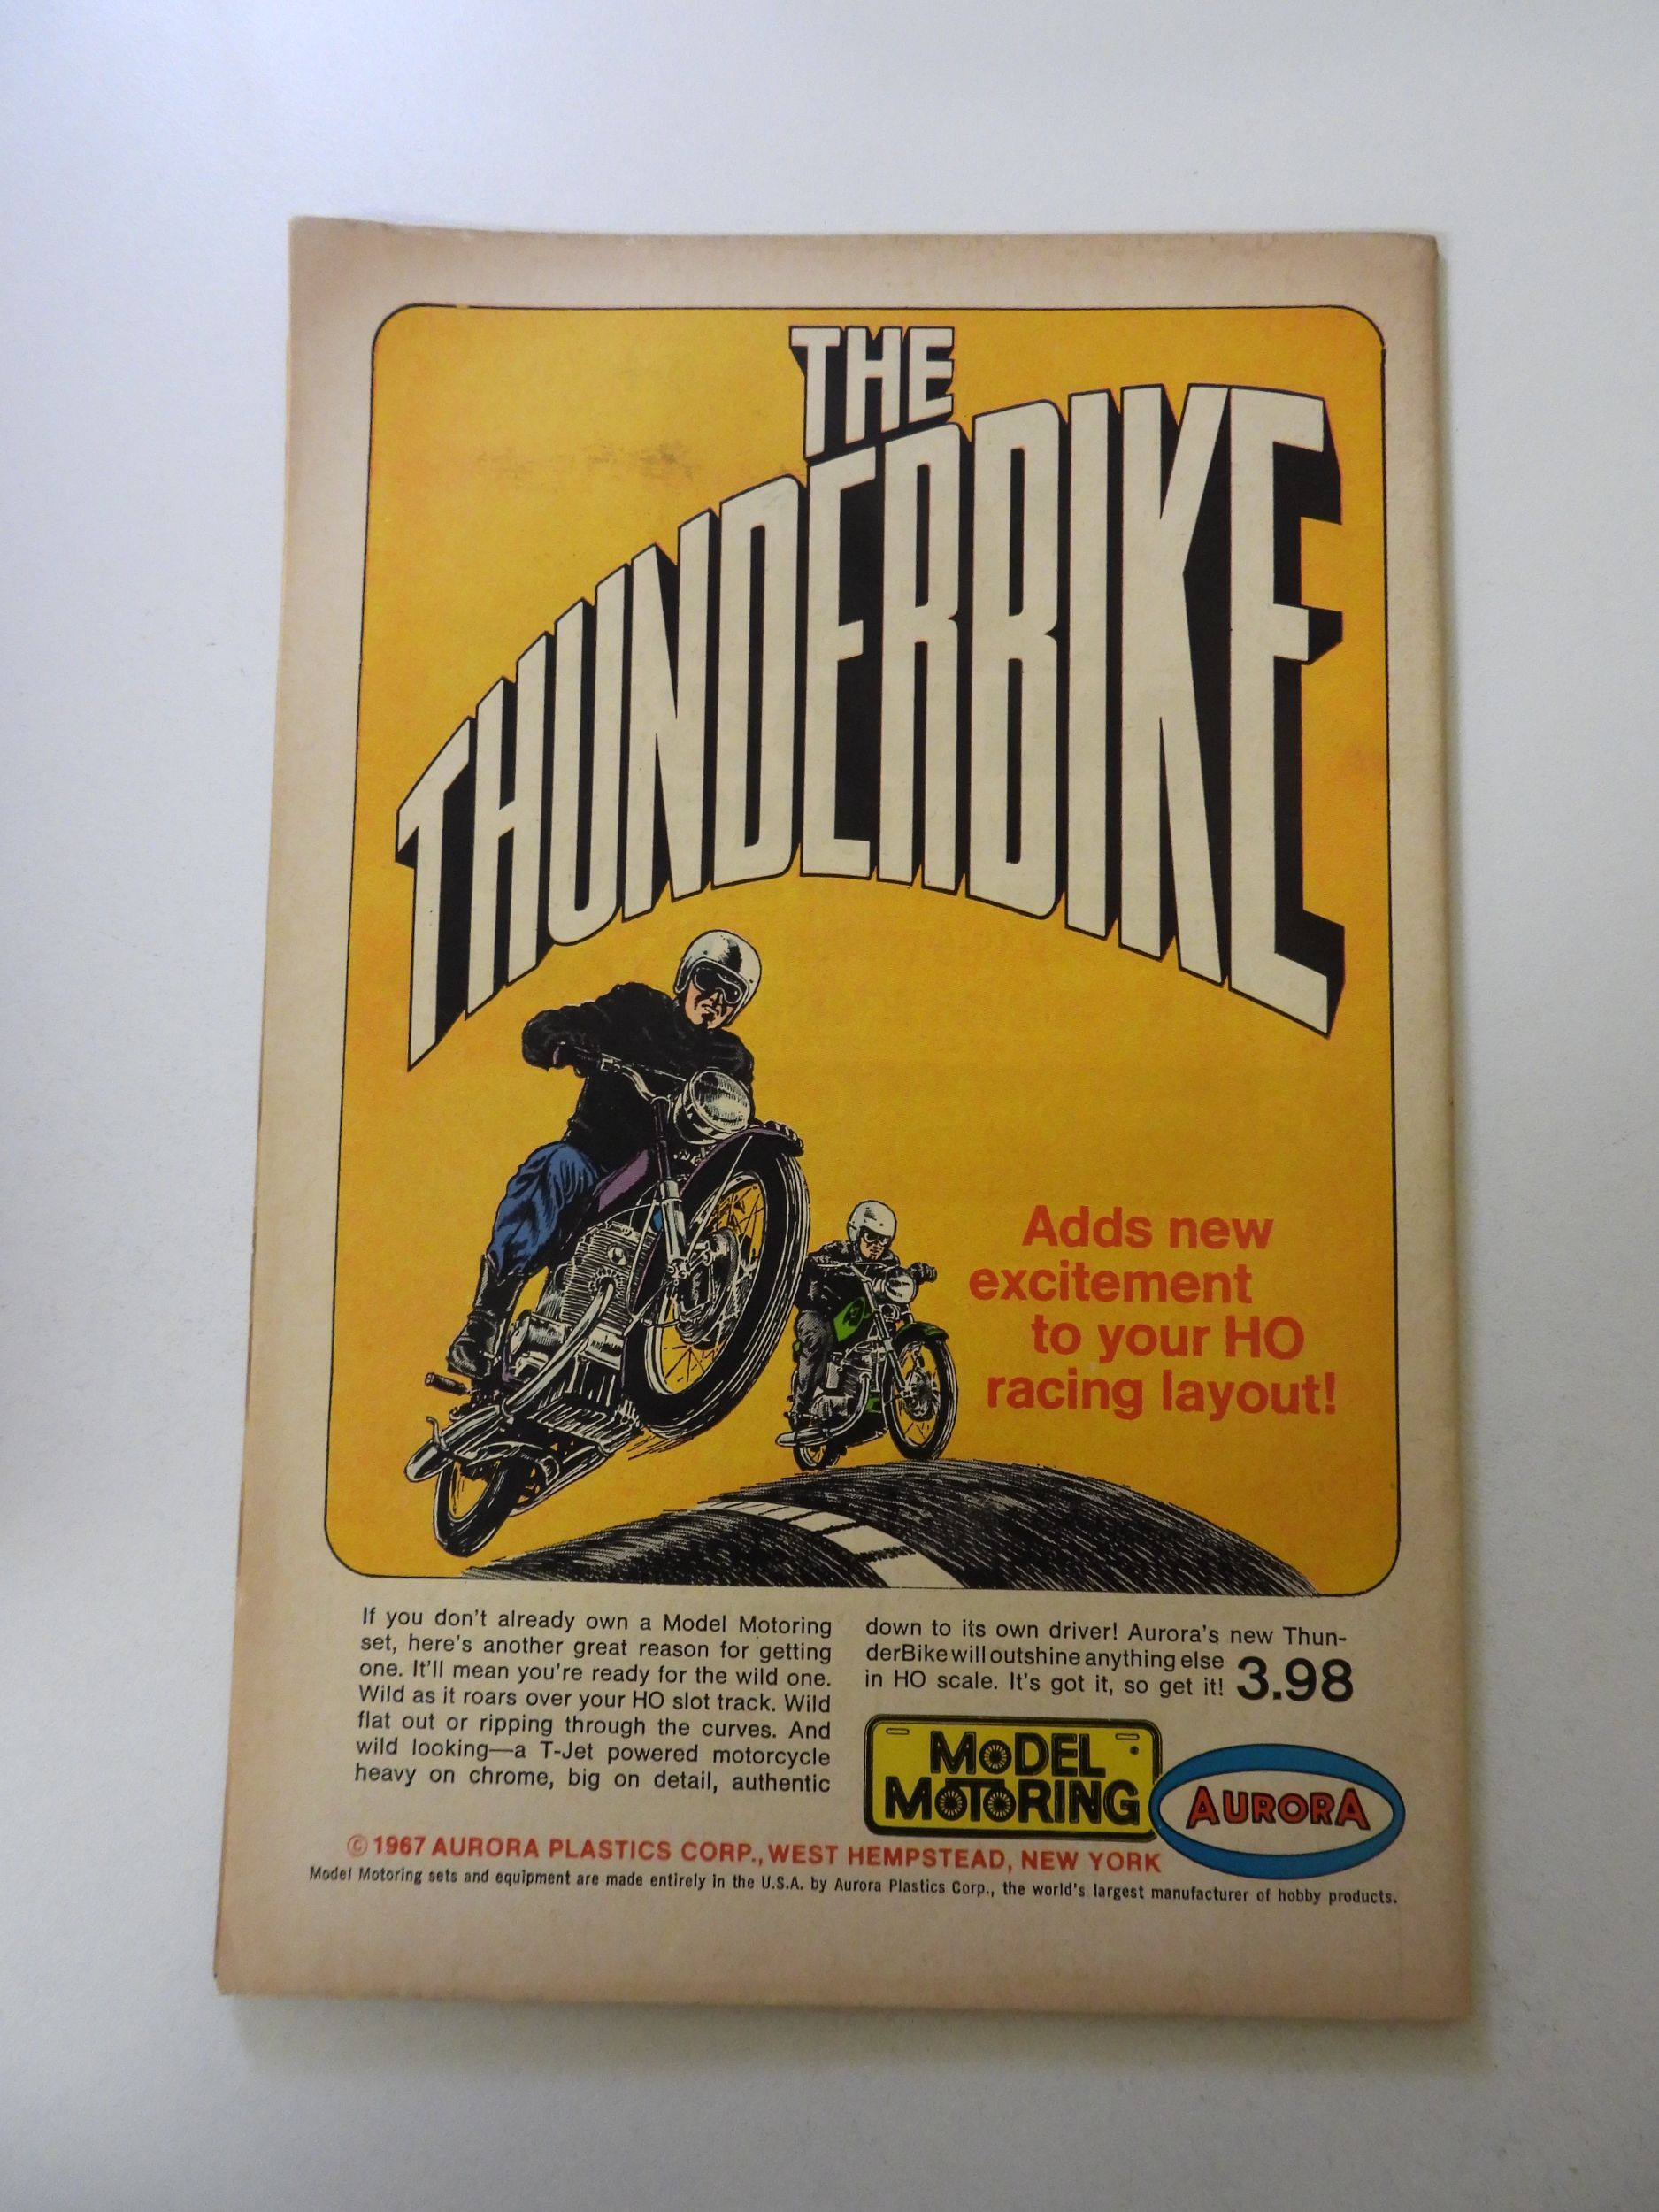 THE
THUNDERBIKE
Adds new
excitement
to your HO
racing layout!
If you don't already own a Model Motoring
set, here's another great reason for getting
one. It'll mean you're ready for the wild one.
Wild as it roars over your HO slot track. Wild
flat out or ripping through the curves. And
wild looking—a T-Jet powered motorcycle
heavy on chrome, big on detail, authentic
down to its own driver! Aurora's new Thun-
derBike will outshine anything else
in HO scale. It's got it, so get it! 3.98
MODEL
MOTORING
AURORA
© 1967 AURORA PLASTICS CORP., WEST HEMPSTEAD, NEW YORK
Model Motoring sets and equipment are made entirely in the U.S.A. by Aurora Plastics Corp., the world's largest manufacturer of hobby products.